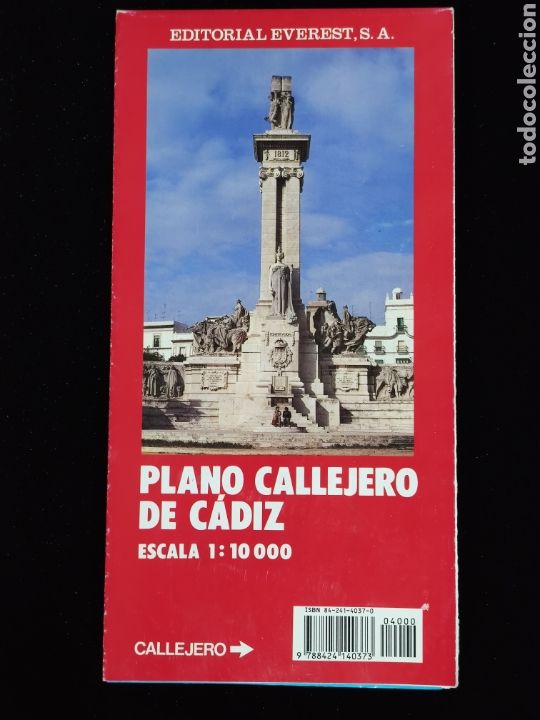 EDITORIAL EVEREST, S. A.
todocoleccion
1812
PLANO CALLEJERO
DE CÁDIZ
ESCALA 1:10 000
ISBN 84-241-4037-0
04000
9 788424 140373
CALLEJERO →